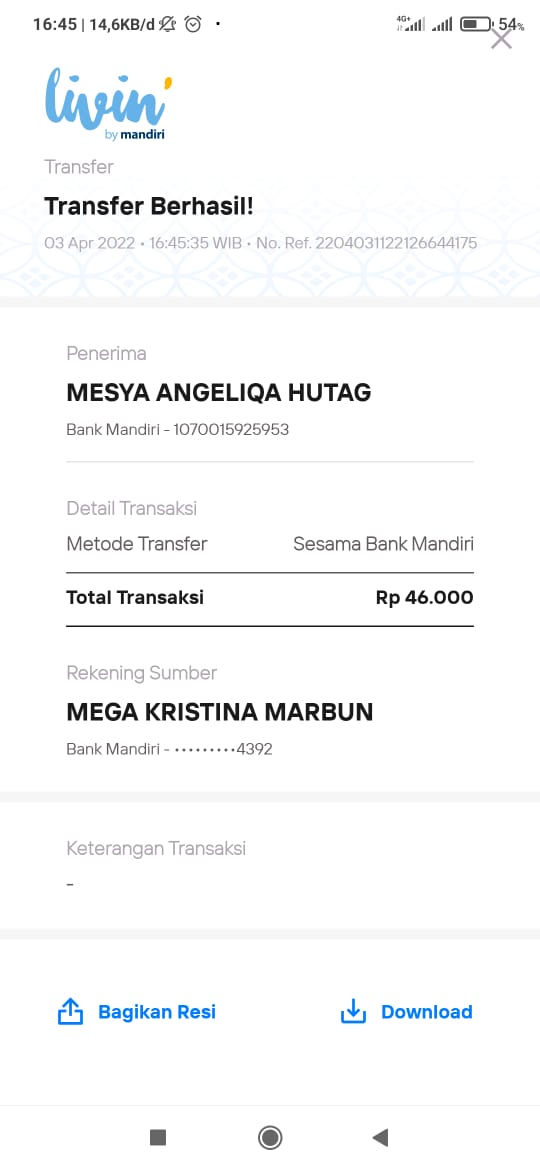 16:45 | 14,6KB/d
4G+
54%
livin'
by mandiri
Transfer
Transfer Berhasil!
03 Apr 2022 • 16:45:35 WIB • No. Ref. 2204031122126644175
Penerima
MESYA ANGELIQA HUTAG
Bank Mandiri - 1070015925953
Detail Transaksi
Metode Transfer Sesama Bank Mandiri
Total Transaksi Rp 46.000
Rekening Sumber
MEGA KRISTINA MARBUN
Bank Mandiri - •••••••••4392
Keterangan Transaksi
-
Bagikan Resi Download